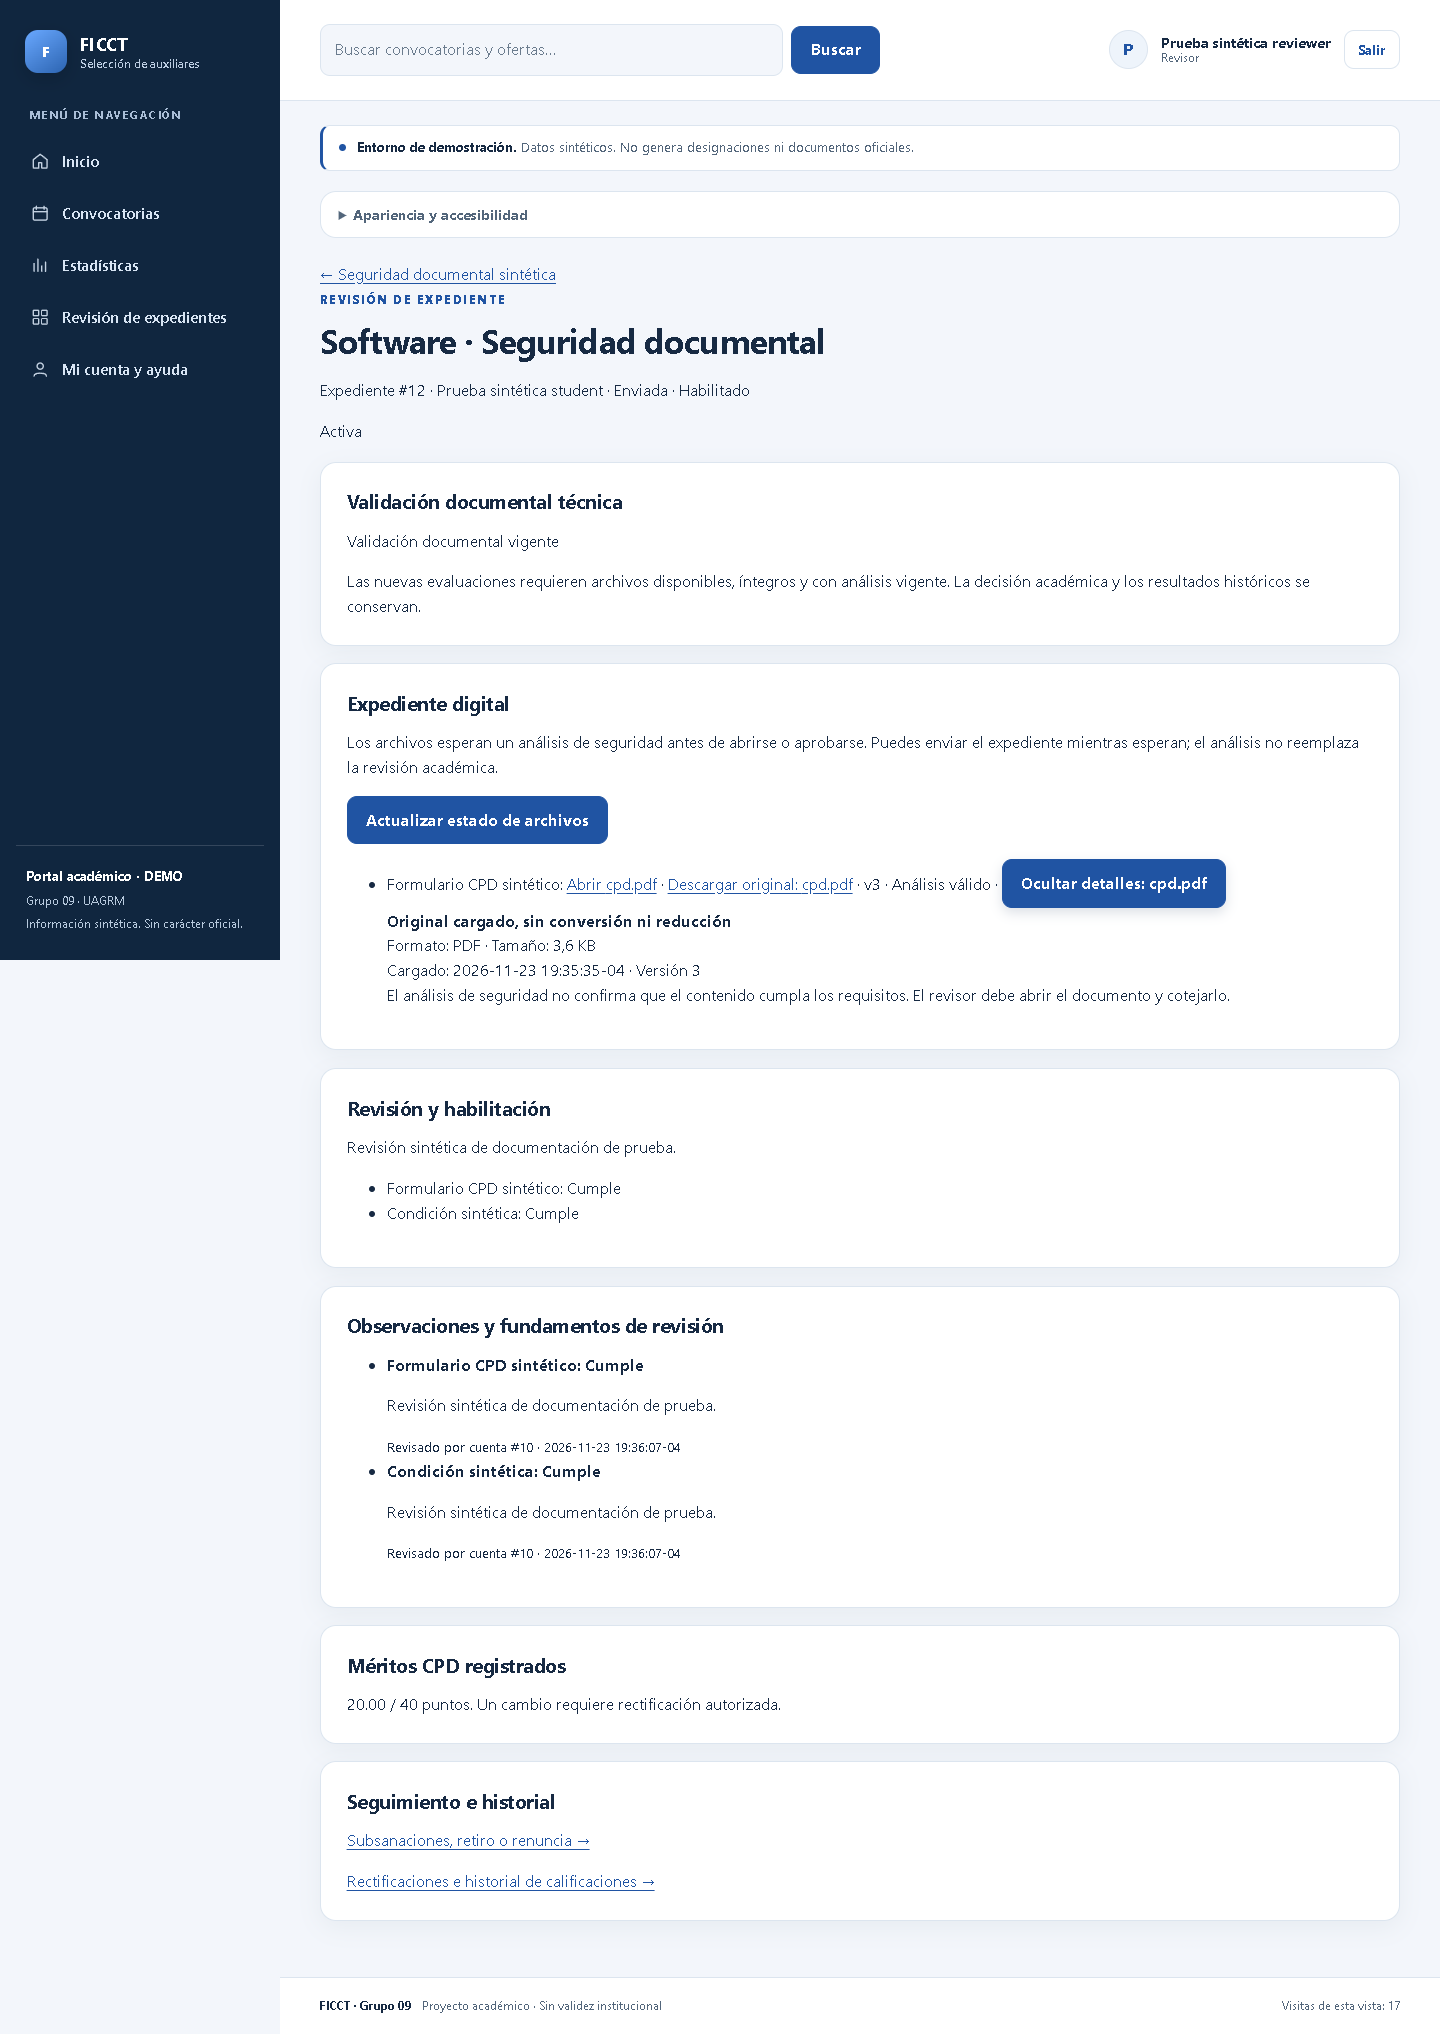 F
FICCT
Selección de auxiliares
MENÚ DE NAVEGACIÓN
Inicio
Convocatorias
Estadísticas
Revisión de expedientes
Mi cuenta y ayuda
Portal académico · DEMO
Grupo 09 · UAGRM
Información sintética. Sin carácter oficial.
Buscar convocatorias y ofertas...
Buscar
P
Prueba sintética reviewer
Revisor
Salir
Entorno de demostración. Datos sintéticos. No genera designaciones ni documentos oficiales.
▶ Apariencia y accesibilidad
← Seguridad documental sintética
REVISIÓN DE EXPEDIENTE
Software · Seguridad documental
Expediente #12 · Prueba sintética student · Enviada · Habilitado
Activa
Validación documental técnica
Validación documental vigente
Las nuevas evaluaciones requieren archivos disponibles, íntegros y con análisis vigente. La decisión académica y los resultados históricos se
conservan.
Expediente digital
Los archivos esperan un análisis de seguridad antes de abrirse o aprobarse. Puedes enviar el expediente mientras esperan; el análisis no reemplaza
la revisión académica.
Actualizar estado de archivos
• Formulario CPD sintético: Abrir cpd.pdf · Descargar original: cpd.pdf · v3 · Análisis válido · Ocultar detalles: cpd.pdf
Original cargado, sin conversión ni reducción
Formato: PDF · Tamaño: 3,6 KB
Cargado: 2026-11-23 19:35:35-04 · Versión 3
El análisis de seguridad no confirma que el contenido cumpla los requisitos. El revisor debe abrir el documento y cotejarlo.
Revisión y habilitación
Revisión sintética de documentación de prueba.
• Formulario CPD sintético: Cumple
• Condición sintética: Cumple
Observaciones y fundamentos de revisión
• Formulario CPD sintético: Cumple
Revisión sintética de documentación de prueba.
Revisado por cuenta #10 · 2026-11-23 19:36:07-04
• Condición sintética: Cumple
Revisión sintética de documentación de prueba.
Revisado por cuenta #10 · 2026-11-23 19:36:07-04
Méritos CPD registrados
20.00 / 40 puntos. Un cambio requiere rectificación autorizada.
Seguimiento e historial
Subsanaciones, retiro o renuncia →
Rectificaciones e historial de calificaciones →
FICCT · Grupo 09 Proyecto académico · Sin validez institucional
Visitas de esta vista: 17